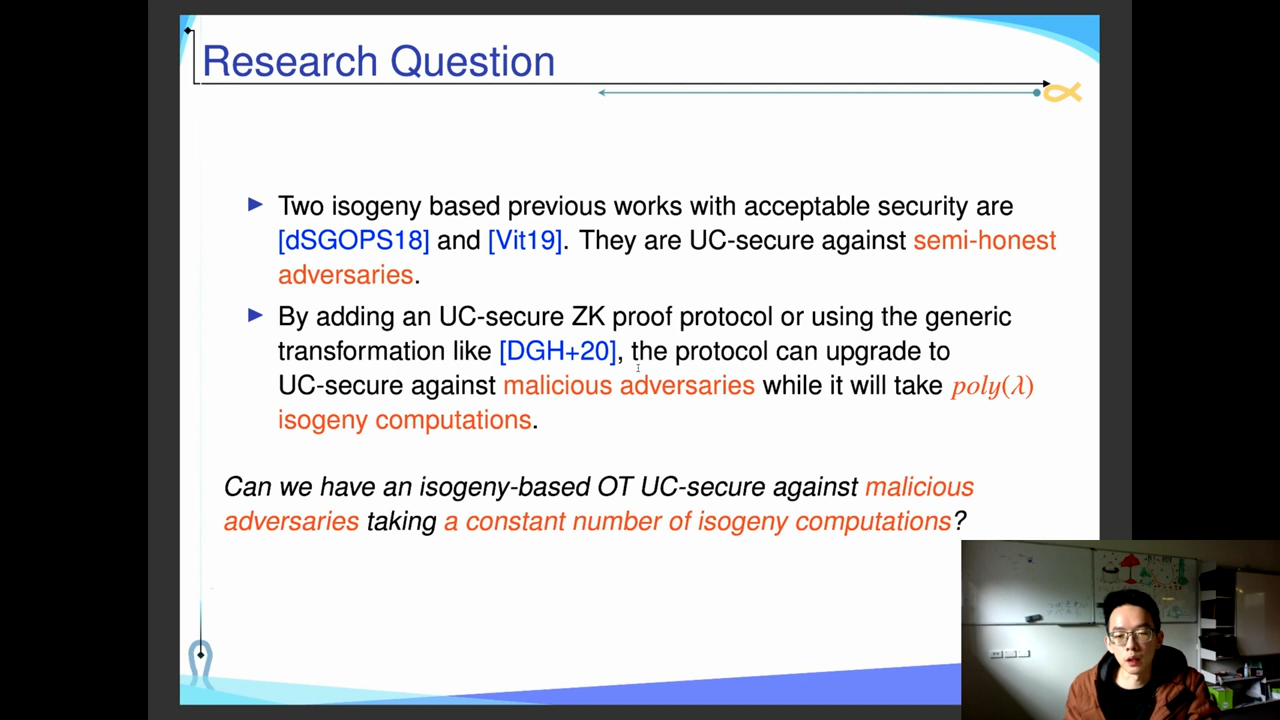 Research Question
Two isogeny based previous works with acceptable security are
[dSGOPS18] and [Vit19]. They are UC-secure against semi-honest
adversaries.
By adding an UC-secure ZK proof protocol or using the generic
transformation like [DGH+20], the protocol can upgrade to
UC-secure against malicious adversaries while it will take poly(λ)
isogeny computations.
Can we have an isogeny-based OT UC-secure against malicious
adversaries taking a constant number of isogeny computations?